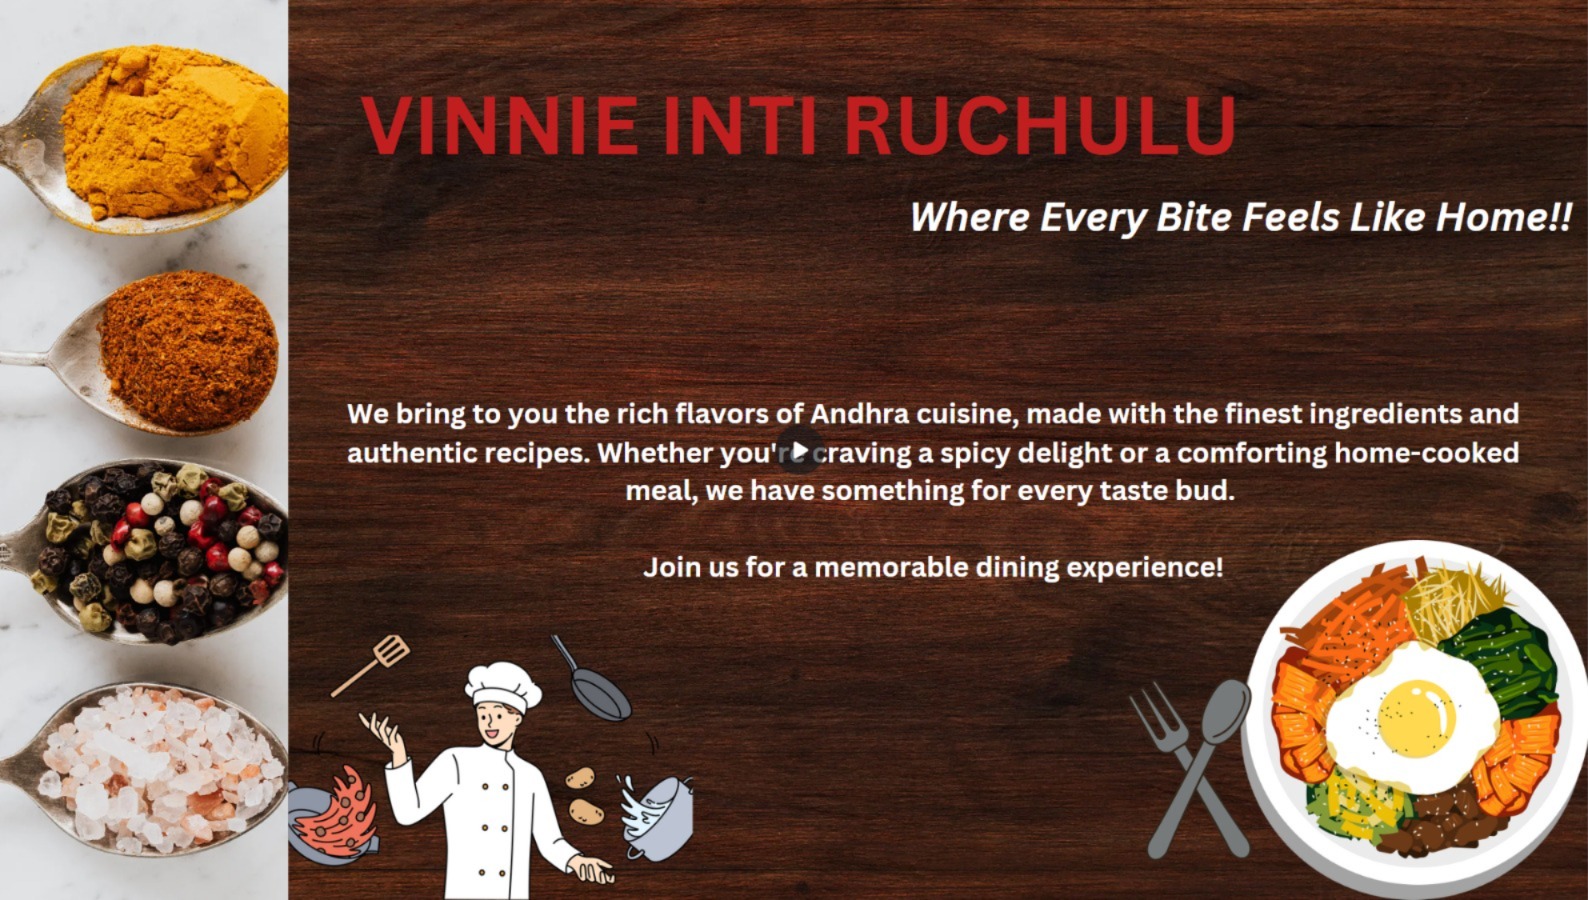 VINNIE INTI RUCHULU
Where Every Bite Feels Like Home!!
We bring to you the rich flavors of Andhra cuisine, made with the finest ingredients and
authentic recipes. Whether you're craving a spicy delight or a comforting home-cooked
meal, we have something for every taste bud.
Join us for a memorable dining experience!